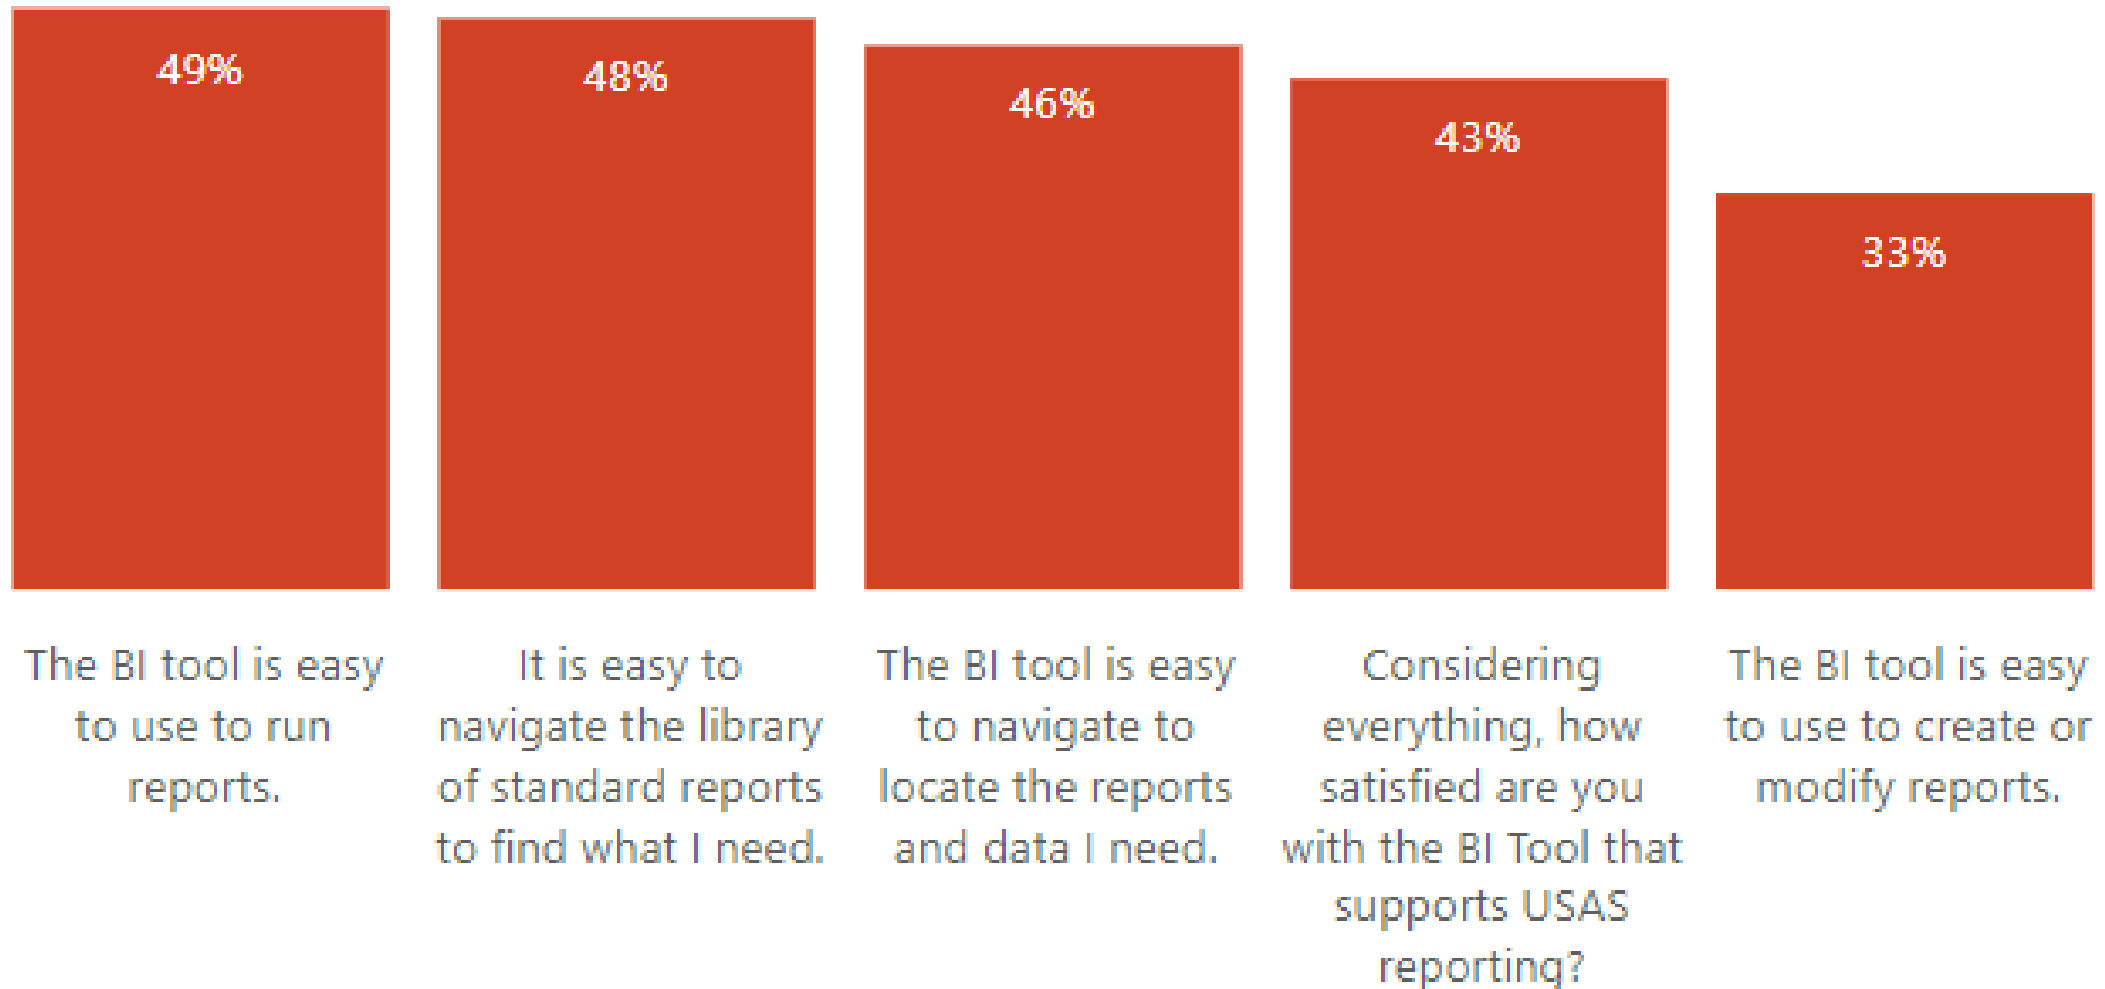 49%
48%
46%
43%
33%
The BI tool is easy
to use to run
reports.
It is easy to
navigate the library
of standard reports
to find what I need.
The BI tool is easy
to navigate to
locate the reports
and data I need.
Considering
everything, how
satisfied are you
with the BI Tool that
supports USAS
reporting?
The BI tool is easy
to use to create or
modify reports.